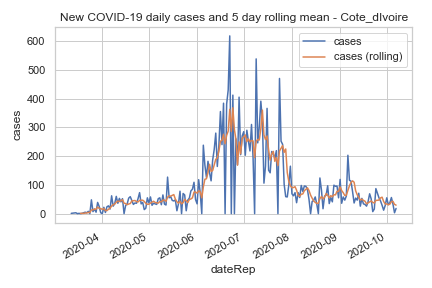 New COVID-19 daily cases and 5 day rolling mean - Cote_dIvoire
cases
cases (rolling)
600
500
400
300
200
100
0
cases
2020-04
2020-05
2020-06
2020-07
2020-08
2020-09
2020-10
dateRep